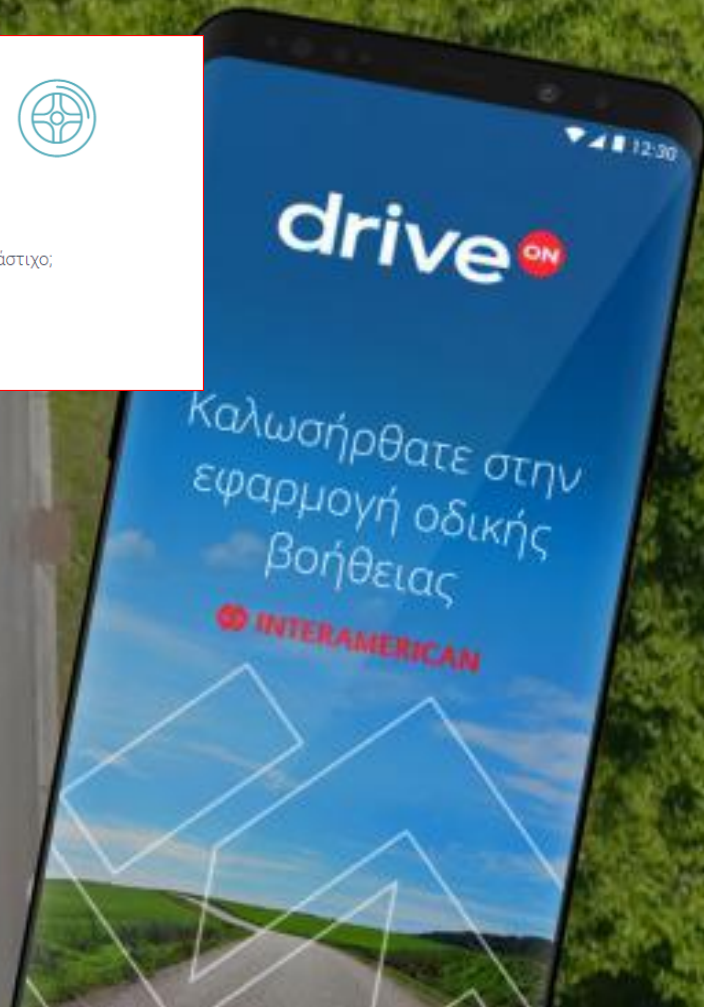 12:30
drive ON
άστιχο;
Καλωσήρθατε στην
εφαρμογή οδικής
βοήθειας
INTERAMERICAN